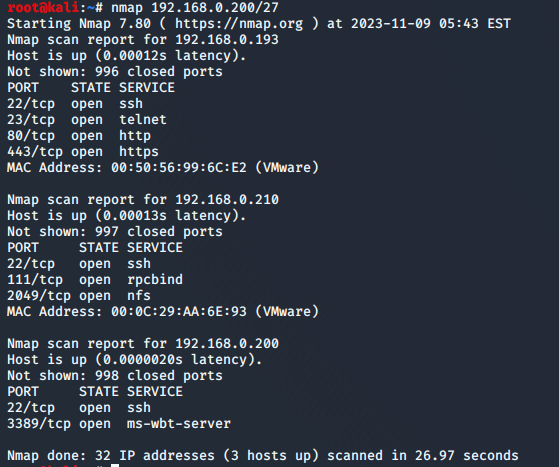 root@kali:~# nmap 192.168.0.200/27
Starting Nmap 7.80 ( https://nmap.org ) at 2023-11-09 05:43 EST
Nmap scan report for 192.168.0.193
Host is up (0.00012s latency).
Not shown: 996 closed ports
PORT    STATE SERVICE
22/tcp  open  ssh
23/tcp  open  telnet
80/tcp  open  http
443/tcp open  https
MAC Address: 00:50:56:99:6C:E2 (VMware)

Nmap scan report for 192.168.0.210
Host is up (0.00013s latency).
Not shown: 997 closed ports
PORT     STATE SERVICE
22/tcp   open  ssh
111/tcp  open  rpcbind
2049/tcp open  nfs
MAC Address: 00:0C:29:AA:6E:93 (VMware)

Nmap scan report for 192.168.0.200
Host is up (0.0000020s latency).
Not shown: 998 closed ports
PORT     STATE SERVICE
22/tcp   open  ssh
3389/tcp open  ms-wbt-server

Nmap done: 32 IP addresses (3 hosts up) scanned in 26.97 seconds